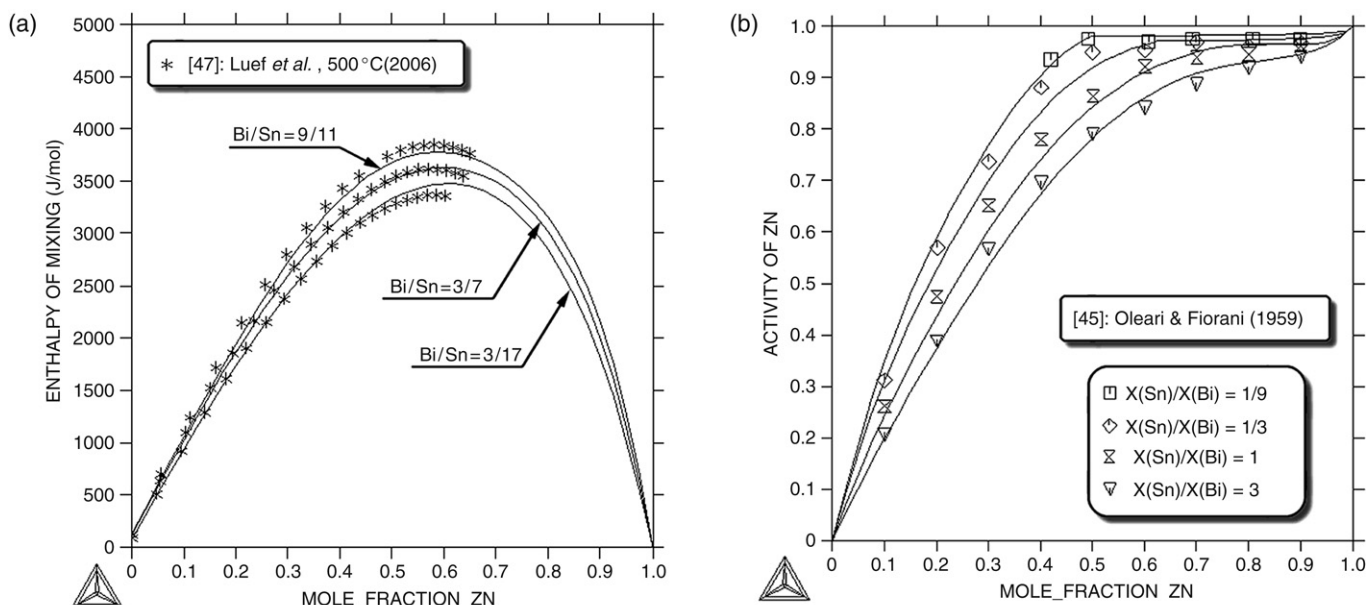 (a)
ENTHALPY OF MIXING (J/mol)
5000
4500
4000
3500
3000
2500
2000
1500
1000
500
0
[47]: Luef et al. , 500 °C(2006)
Bi/Sn=9/11
Bi/Sn=3/7
Bi/Sn=3/17
0 0.1 0.2 0.3 0.4 0.5 0.6 0.7 0.8 0.9 1.0
MOLE FRACTION ZN
(b)
ACTIVITY OF ZN
1.0
0.9
0.8
0.7
0.6
0.5
0.4
0.3
0.2
0.1
0
[45]: Oleari & Fiorani (1959)
X(Sn)/X(Bi) = 1/9
X(Sn)/X(Bi) = 1/3
X(Sn)/X(Bi) = 1
X(Sn)/X(Bi) = 3
0 0.1 0.2 0.3 0.4 0.5 0.6 0.7 0.8 0.9 1.0
MOLE_FRACTION ZN